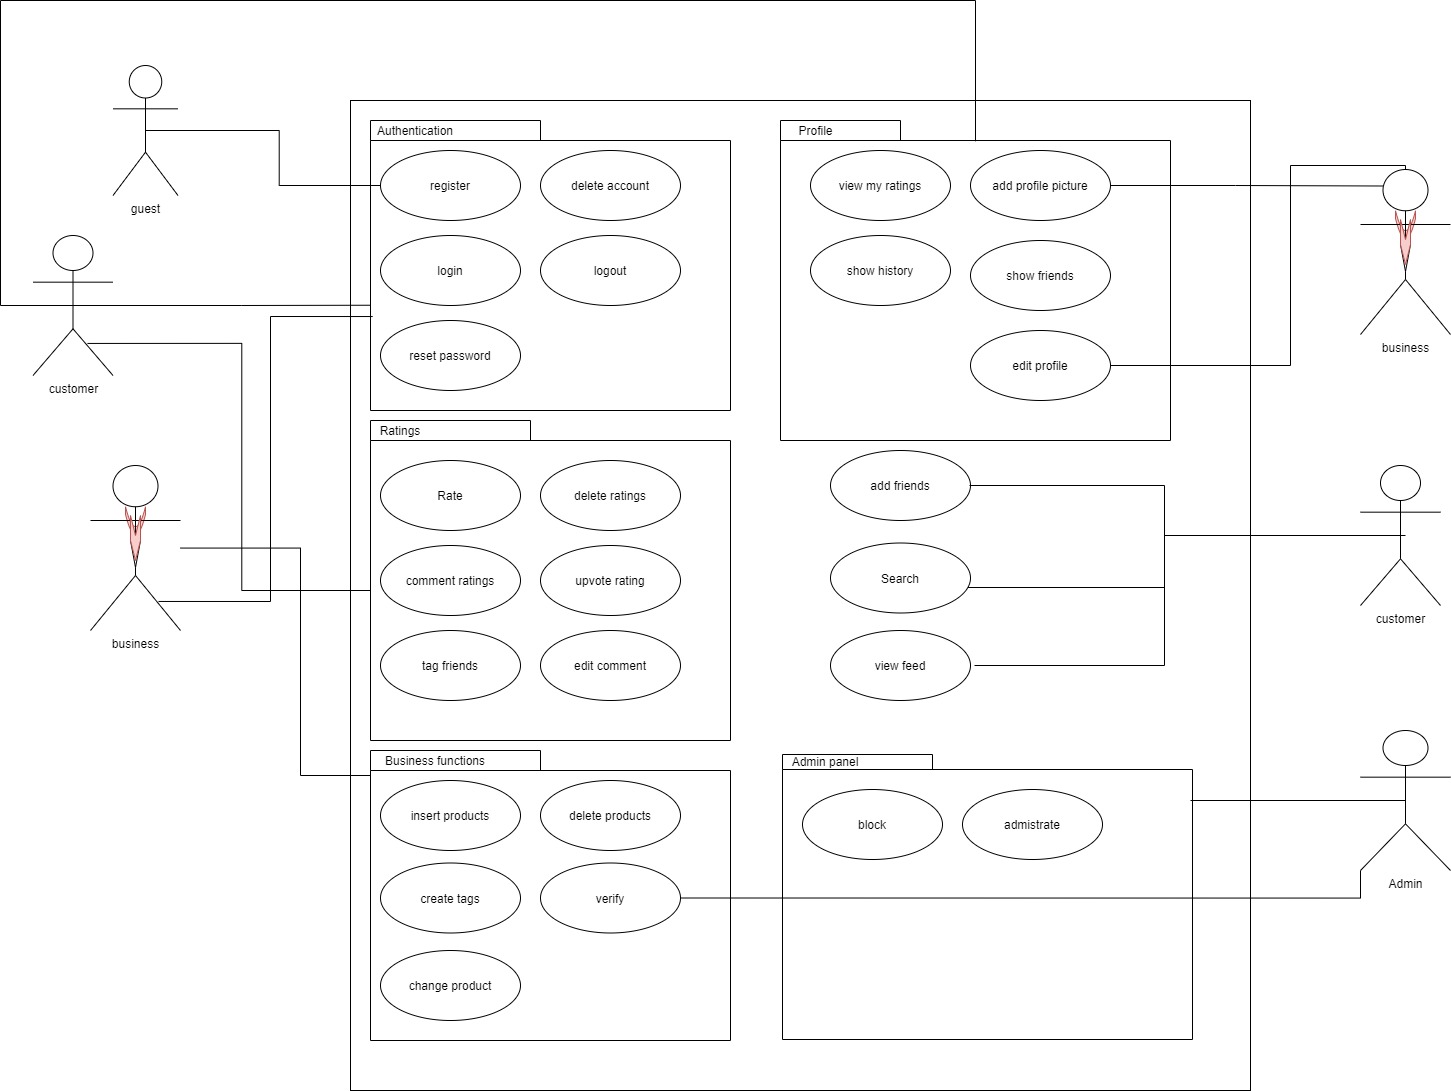 guest
customer
business
Authentication
register
delete account
login
logout
reset password
Ratings
Rate
delete ratings
comment ratings
upvote rating
tag friends
edit comment
Business functions
insert products
delete products
create tags
verify
change product
Profile
view my ratings
add profile picture
show history
show friends
edit profile
add friends
Search
view feed
Admin panel
block
admistrate
business
customer
Admin